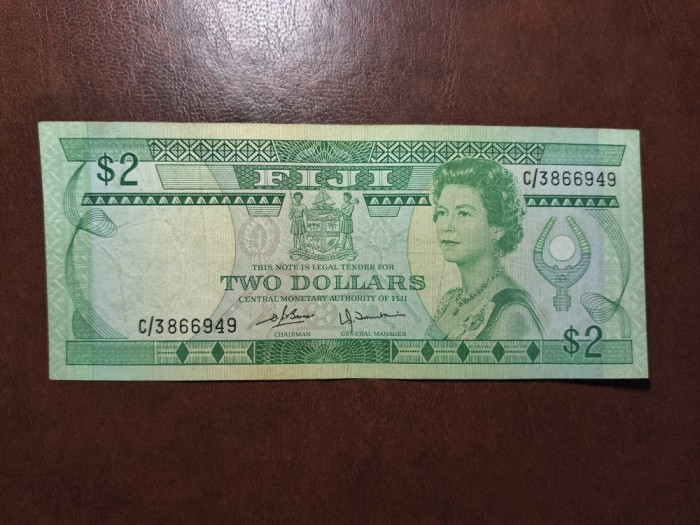 $2
FIJI
C/3866949
THIS NOTE IS LEGAL TENDER FOR
TWO DOLLARS
CENTRAL MONETARY AUTHORITY OF FIJI
C/3866949
CHAIRMAN
GENERAL MANAGER
$2